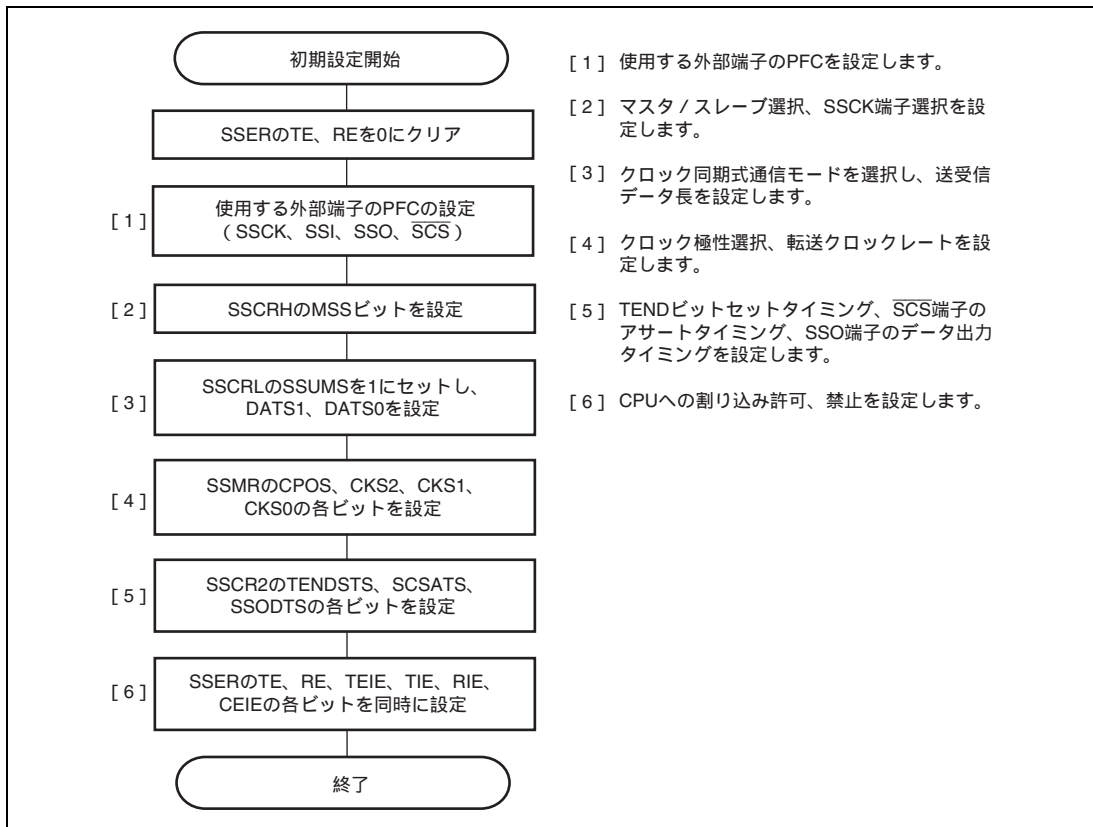 初期設定開始
SSERのTE、REを0にクリア
[1]
使用する外部端子のPFCの設定
(SSCK、SSI、SSO、SCS)
[2]
SSCRHのMSSビットを設定
[3]
SSCRLのSSUMSを1にセットし、
DATS1、DATS0を設定
[4]
SSMRのCPOS、CKS2、CKS1、
CKS0の各ビットを設定
[5]
SSCR2のTENDSTS、SCSATS、
SSODTSの各ビットを設定
[6]
SSERのTE、RE、TEIE、TIE、RIE、
CEIEの各ビットを同時に設定
終了
[1] 使用する外部端子のPFCを設定します。
[2] マスタ/スレーブ選択、SSCK端子選択を設
定します。
[3] クロック同期式通信モードを選択し、送受信
データ長を設定します。
[4] クロック極性選択、転送クロックレートを設
定します。
[5] TENDビットセットタイミング、SCS端子の
アサートタイミング、SSO端子のデータ出力
タイミングを設定します。
[6] CPUへの割り込み許可、禁止を設定します。